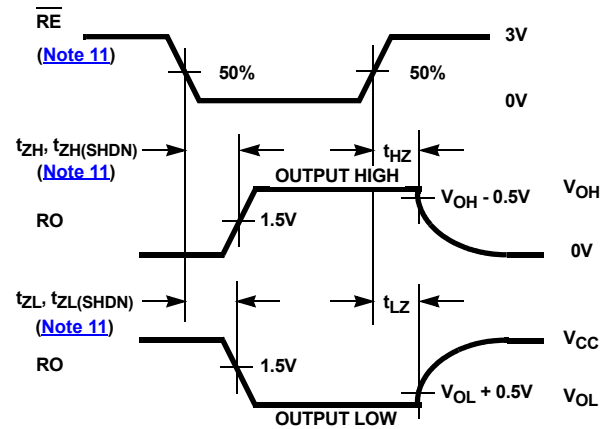 RE
(Note 11)
3V
50%
50%
0V
tZH, tZH(SHDN)
(Note 11)
tHZ
OUTPUT HIGH
VOH - 0.5V
VOH
RO
1.5V
0V
tZL, tZL(SHDN)
(Note 11)
tLZ
VCC
RO
1.5V
VOL + 0.5V
VOL
OUTPUT LOW